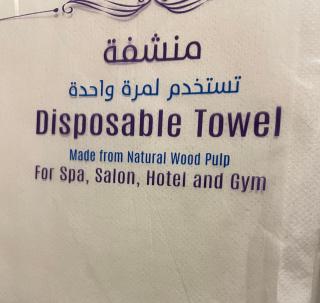 منشفة
تستخدم لمرة واحدة
Disposable Towel
Made from Natural Wood Pulp
For Spa, Salon, Hotel and Gym